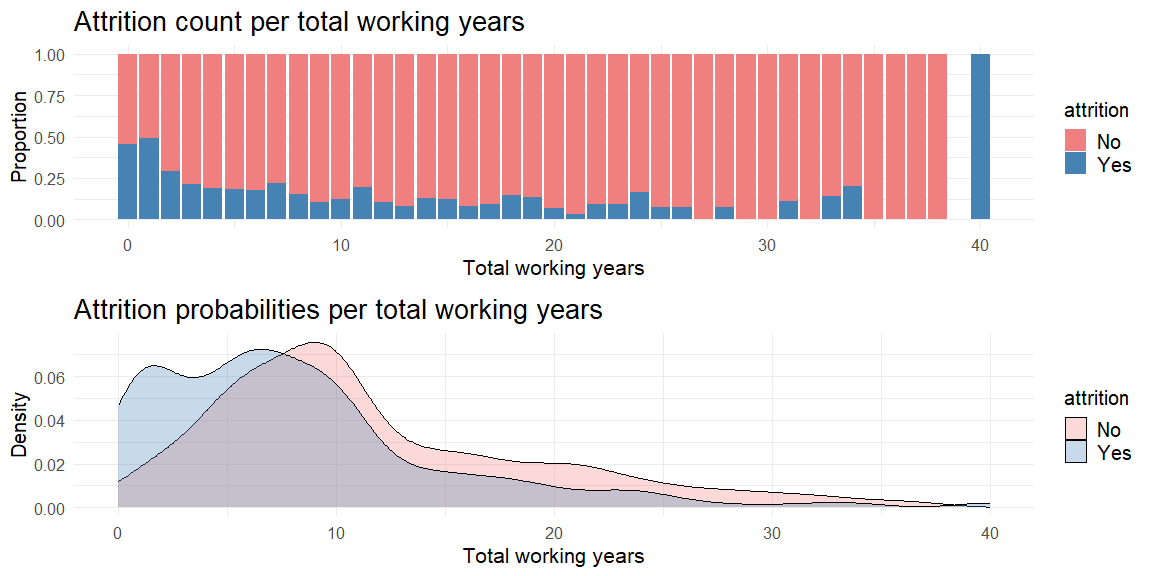 Attrition count per total working years
1.00
0.75
0.50
0.25
0.00
Proportion
0 10 20 30 40
Total working years
attrition
No
Yes
Attrition probabilities per total working years
0.06
0.04
0.02
0.00
Density
0 10 20 30 40
Total working years
attrition
No
Yes